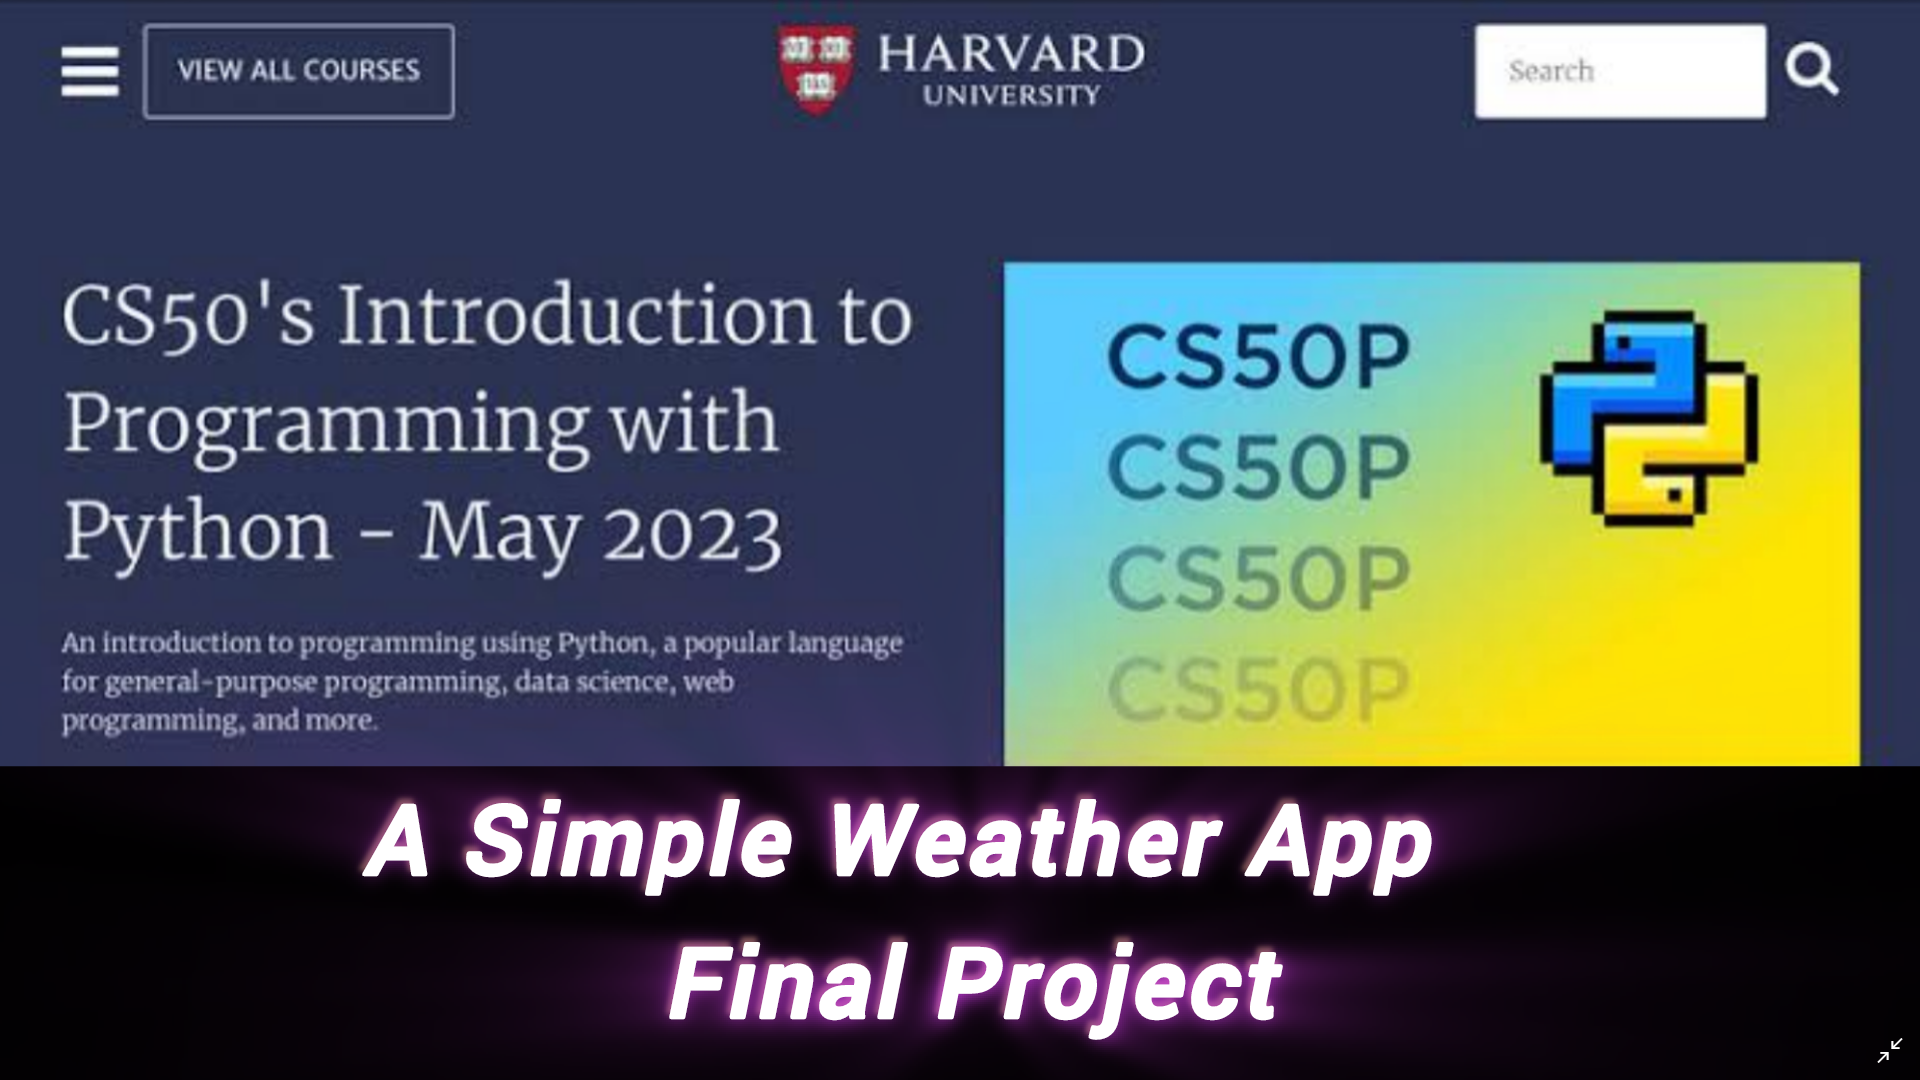 VIEW ALL COURSES
HARVARD
UNIVERSITY
Search
CS50's Introduction to
Programming with
Python - May 2023
An introduction to programming using Python, a popular language
for general-purpose programming, data science, web
programming, and more.
CS50P
CS50P
CS50P
CS50P
A Simple Weather App
Final Project